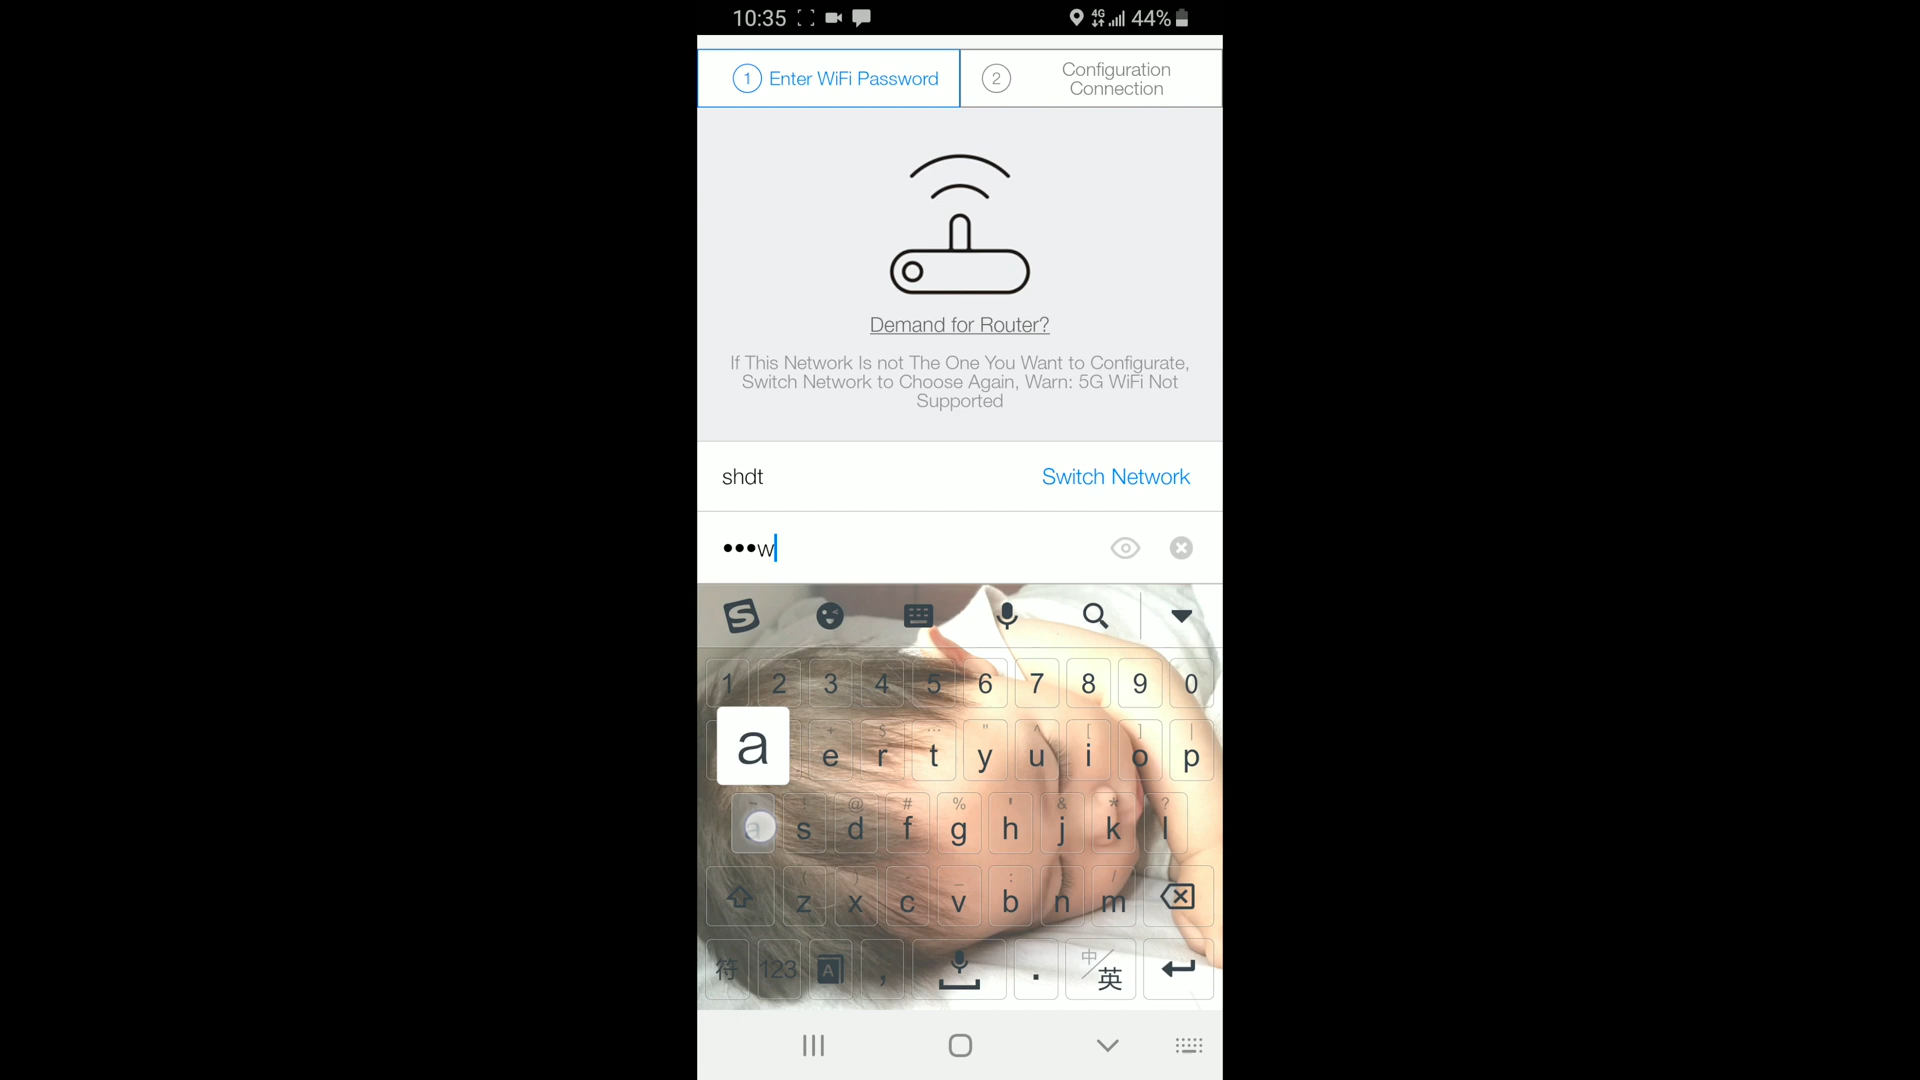 10:35 4G 44%
1 Enter WiFi Password
2 Configuration
Connection
Demand for Router?
If This Network Is not The One You Want to Configurate,
Switch Network to Choose Again, Warn: 5G WiFi Not
Supported
shdt Switch Network
•••w
S
1 2 3 4 5 6 7 8 9 0
+ $ … " ^ [ ] |
a e r t y u i o p
~ ! @ # % ' & * ?
a s d f g h j k l
( ) - _ : /
z x c v b n m
符 123 A , . 中/英